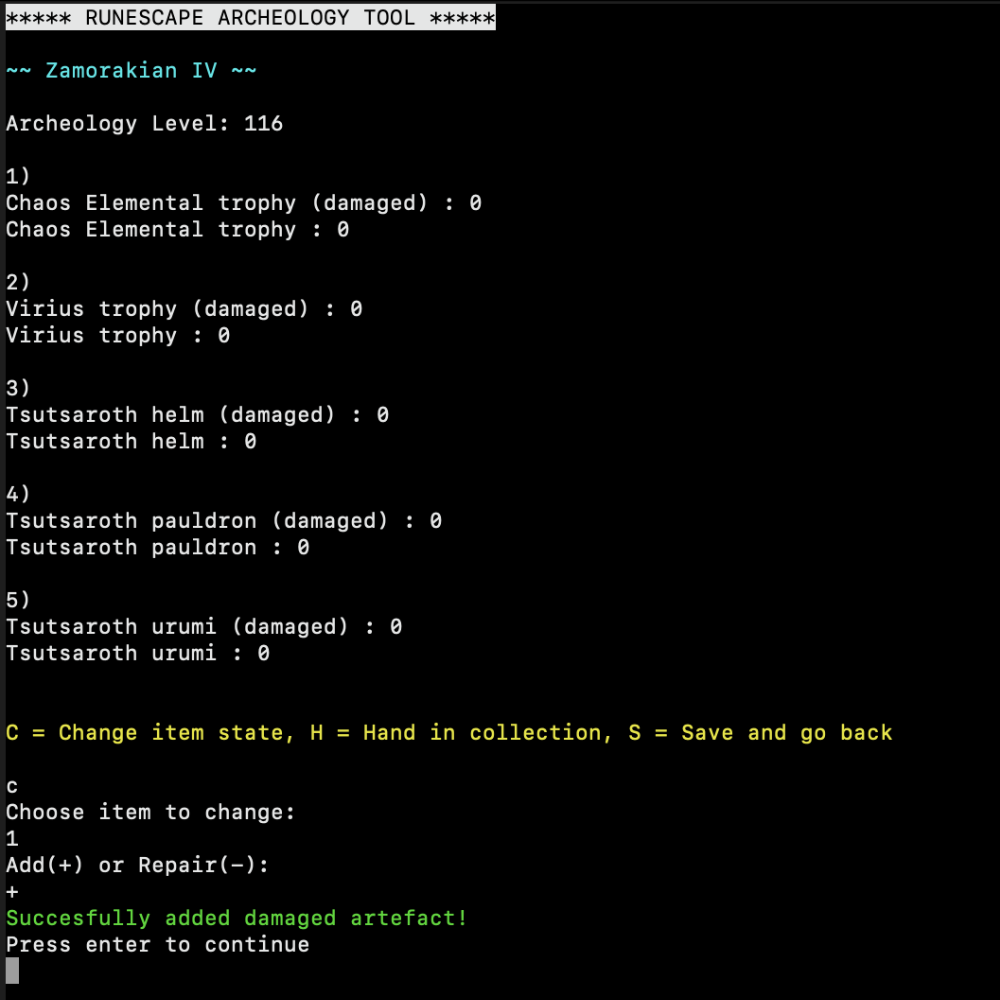 ***** RUNESCAPE ARCHEOLOGY TOOL *****
~~ Zamorakian IV ~~
Archeology Level: 116
1)
Chaos Elemental trophy (damaged) : 0
Chaos Elemental trophy : 0
2)
Virius trophy (damaged) : 0
Virius trophy : 0
3)
Tsutsaroth helm (damaged) : 0
Tsutsaroth helm : 0
4)
Tsutsaroth pauldron (damaged) : 0
Tsutsaroth pauldron : 0
5)
Tsutsaroth urumi (damaged) : 0
Tsutsaroth urumi : 0
C = Change item state, H = Hand in collection, S = Save and go back
c
Choose item to change:
1
Add(+) or Repair(-):
+
Succesfully added damaged artefact!
Press enter to continue